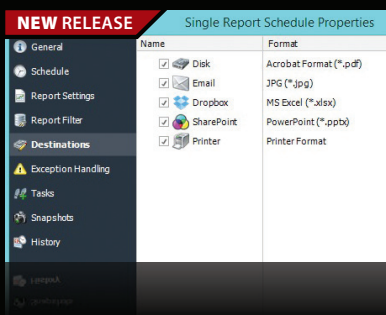 NEW RELEASE
Single Report Schedule Properties
General
Schedule
Report Settings
Report Filter
Destinations
Exception Handling
Tasks
Snapshots
History
Name
Format
Disk
Acrobat Format (*.pdf)
Email
JPG (*.jpg)
Dropbox
MS Excel (*.xlsx)
SharePoint
PowerPoint (*.pptx)
Printer
Printer Format